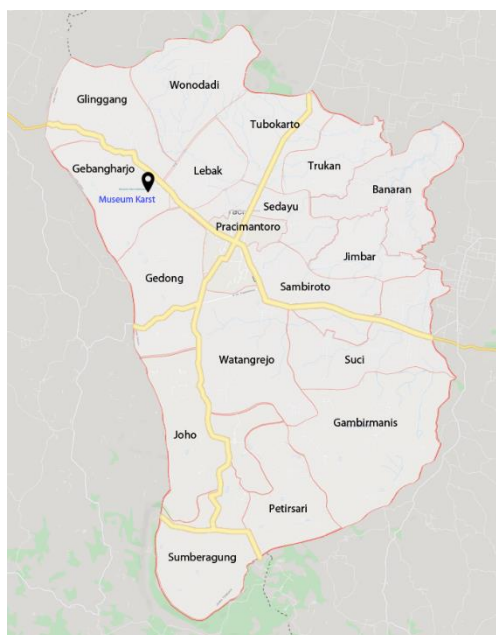 Wonodadi
Glinggang
Tubokarto
Gebangharjo
Lebak
Trukan
Banaran
Museum Karst
Sedayu
Pracimantoro
Jimbar
Gedong
Sambiroto
Watangrejo
Suci
Gambirmanis
Joho
Petirsari
Sumberagung